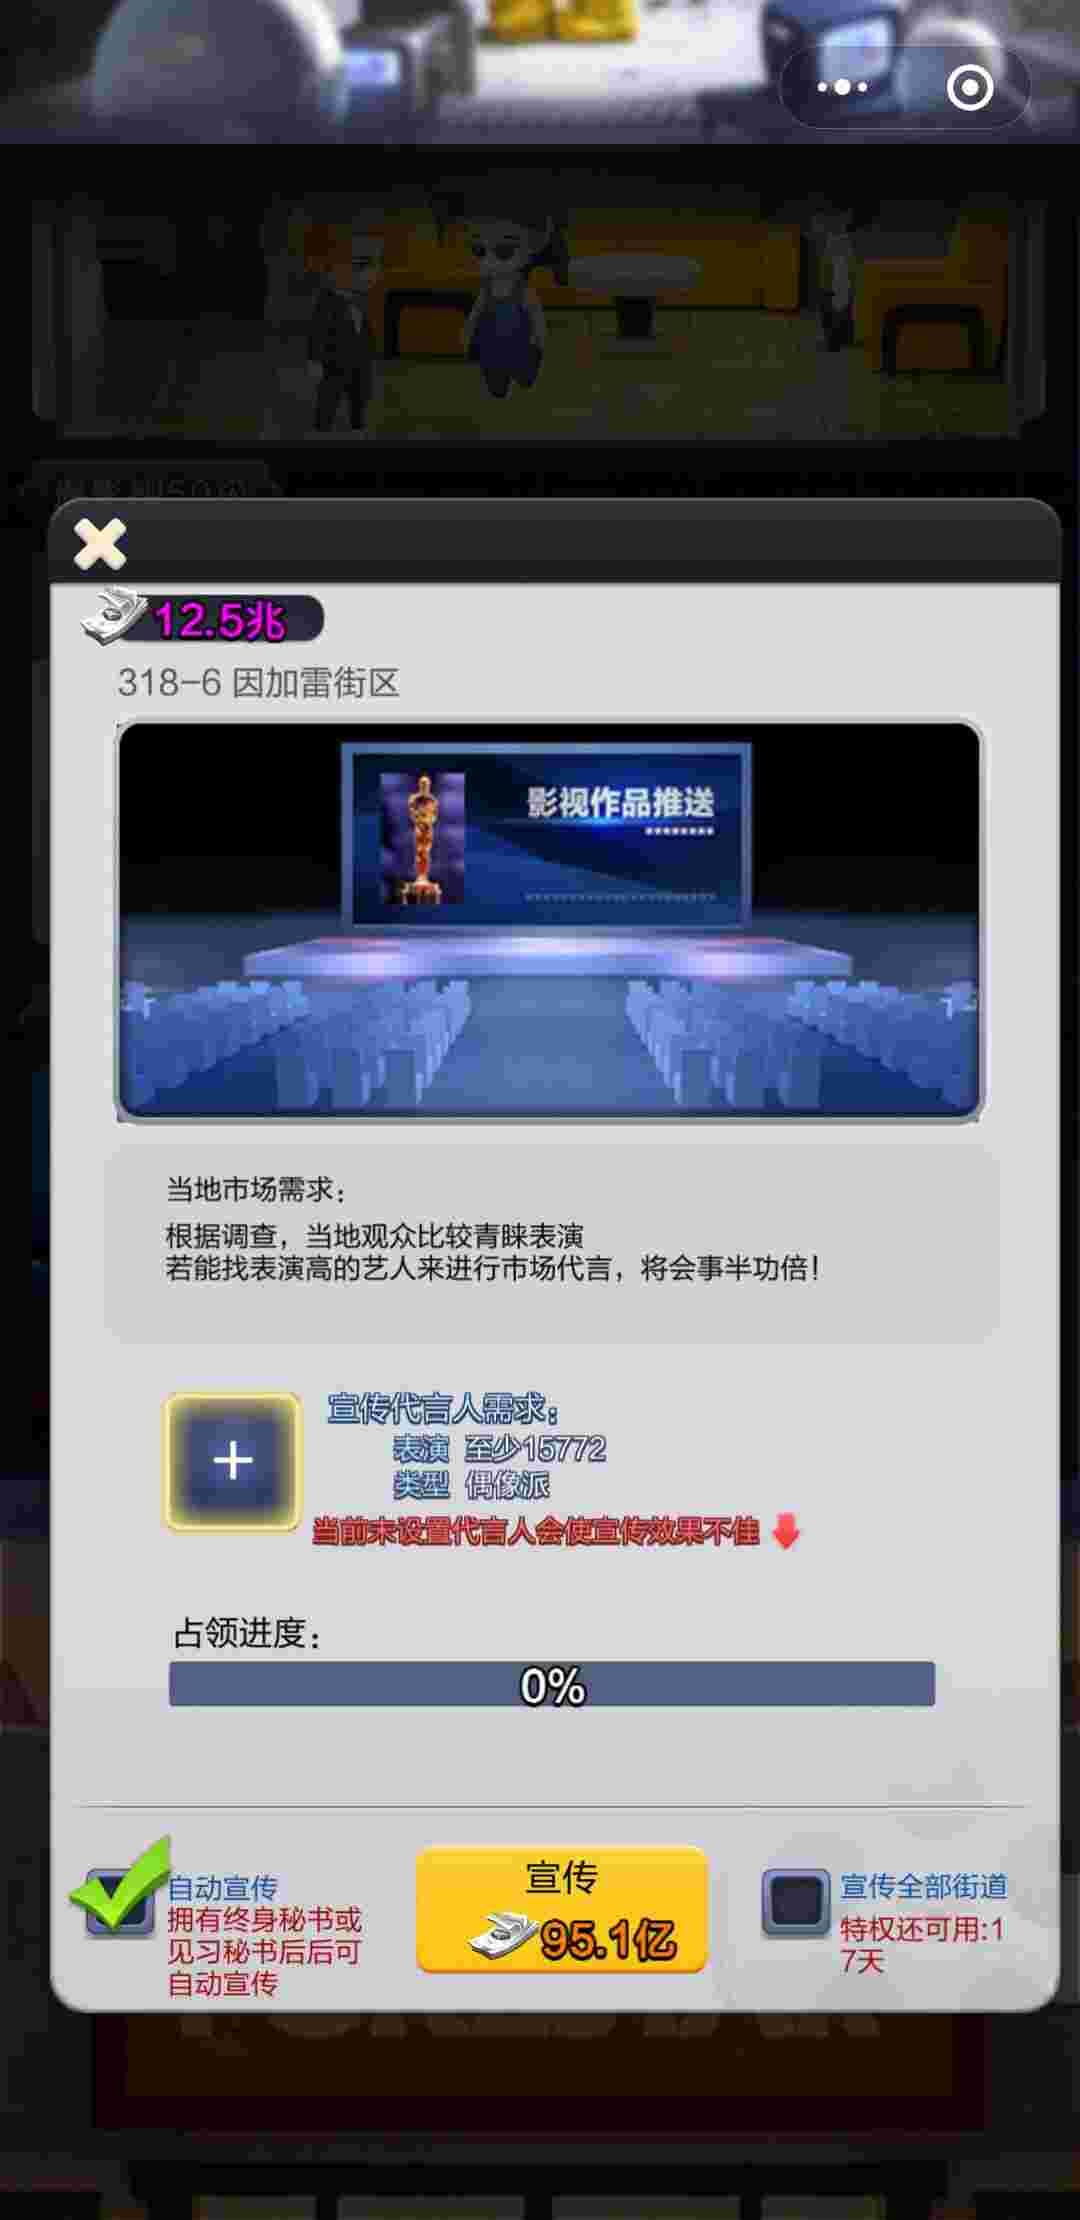 12.5兆
318-6 因加雷街区
影视作品推送
当地市场需求：
根据调查，当地观众比较青睐表演
若能找表演高的艺人来进行市场代言，将会事半功倍！
宣传代言人需求：
表演 至少15772
类型 偶像派
当前未设置代言人会使宣传效果不佳
占领进度：
0%
自动宣传
拥有终身秘书或
见习秘书后后可
自动宣传
宣传
95.1亿
宣传全部街道
特权还可用:1
7天